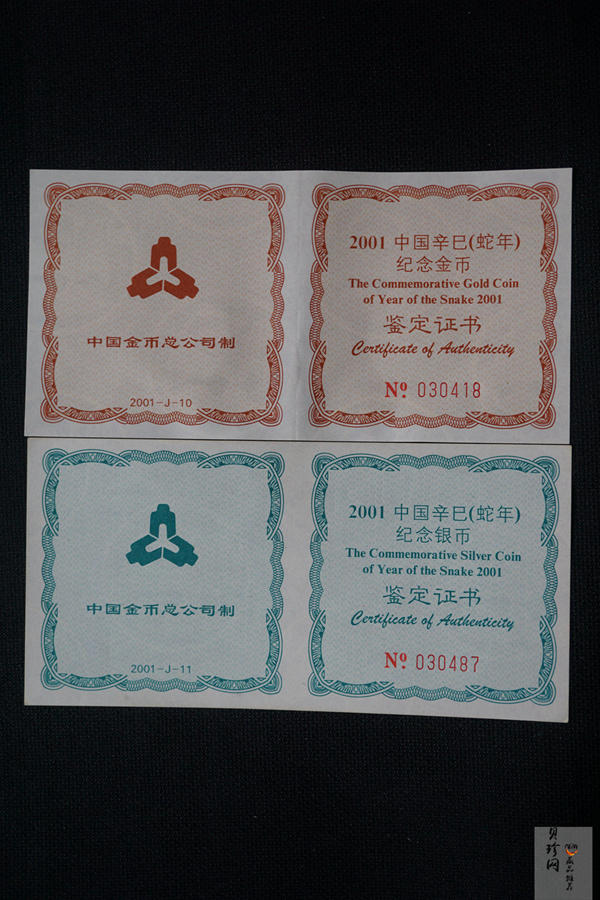 中国金币总公司制
2001-J-10
2001 中国辛巳(蛇年)
纪念金币
The Commemorative Gold Coin
of Year of the Snake 2001
鉴定证书
Certificate of Authenticity
Nº 030418
中国金币总公司制
2001-J-11
2001 中国辛巳(蛇年)
纪念银币
The Commemorative Silver Coin
of Year of the Snake 2001
鉴定证书
Certificate of Authenticity
Nº 030487
贝珍网